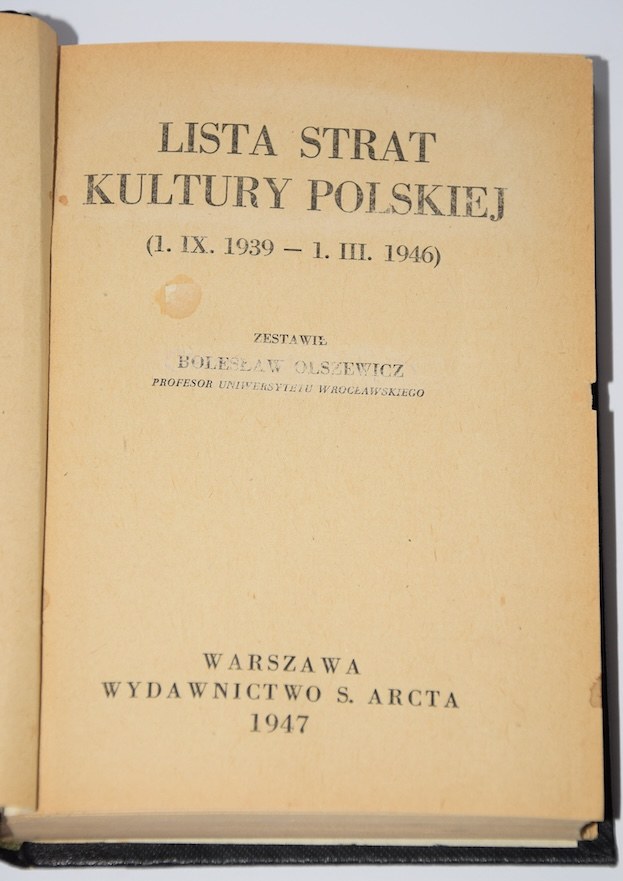 LISTA STRAT
KULTURY POLSKIEJ
(1. IX. 1939 — 1. III. 1946)
ZESTAWIŁ
BOLESŁAW OLSZEWICZ
PROFESOR UNIWERSYTETU WROCŁAWSKIEGO
WARSZAWA
WYDAWNICTWO S. ARCTA
1947